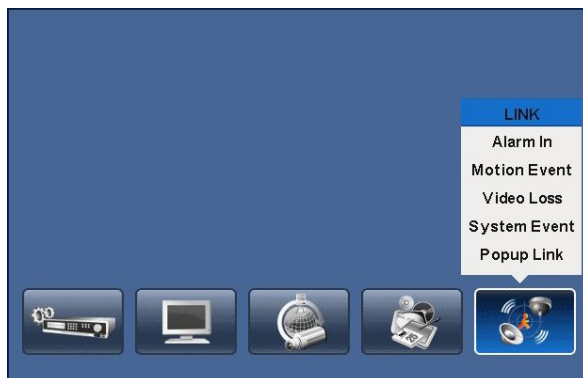 LINK
Alarm In
Motion Event
Video Loss
System Event
Popup Link